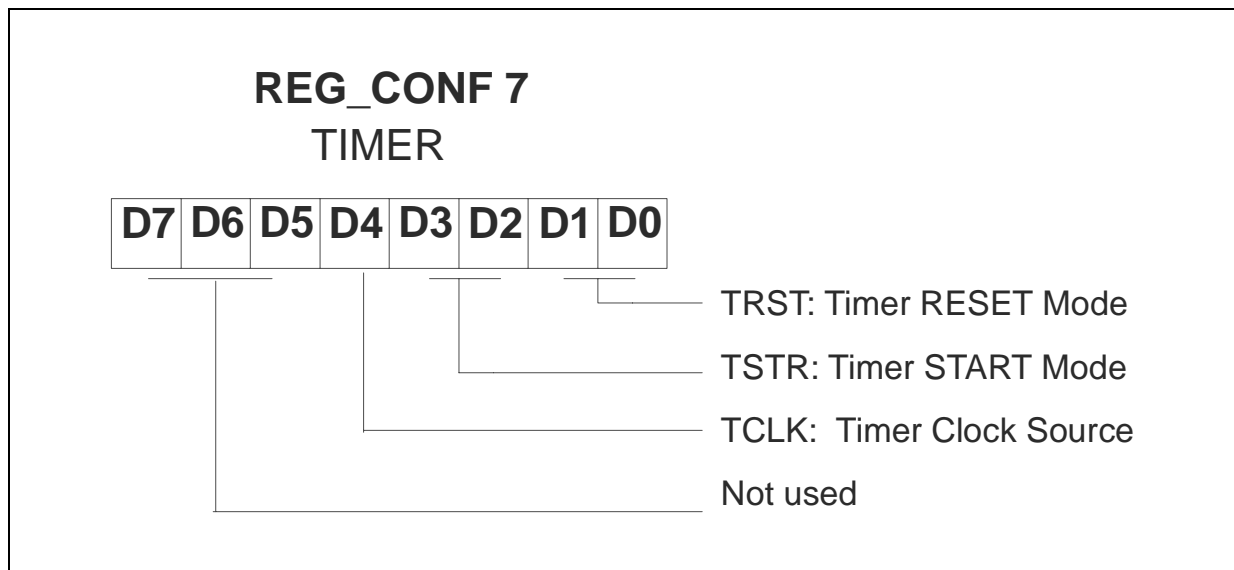 REG_CONF 7
TIMER
D7 D6 D5 D4 D3 D2 D1 D0
TRST: Timer RESET Mode
TSTR: Timer START Mode
TCLK: Timer Clock Source
Not used